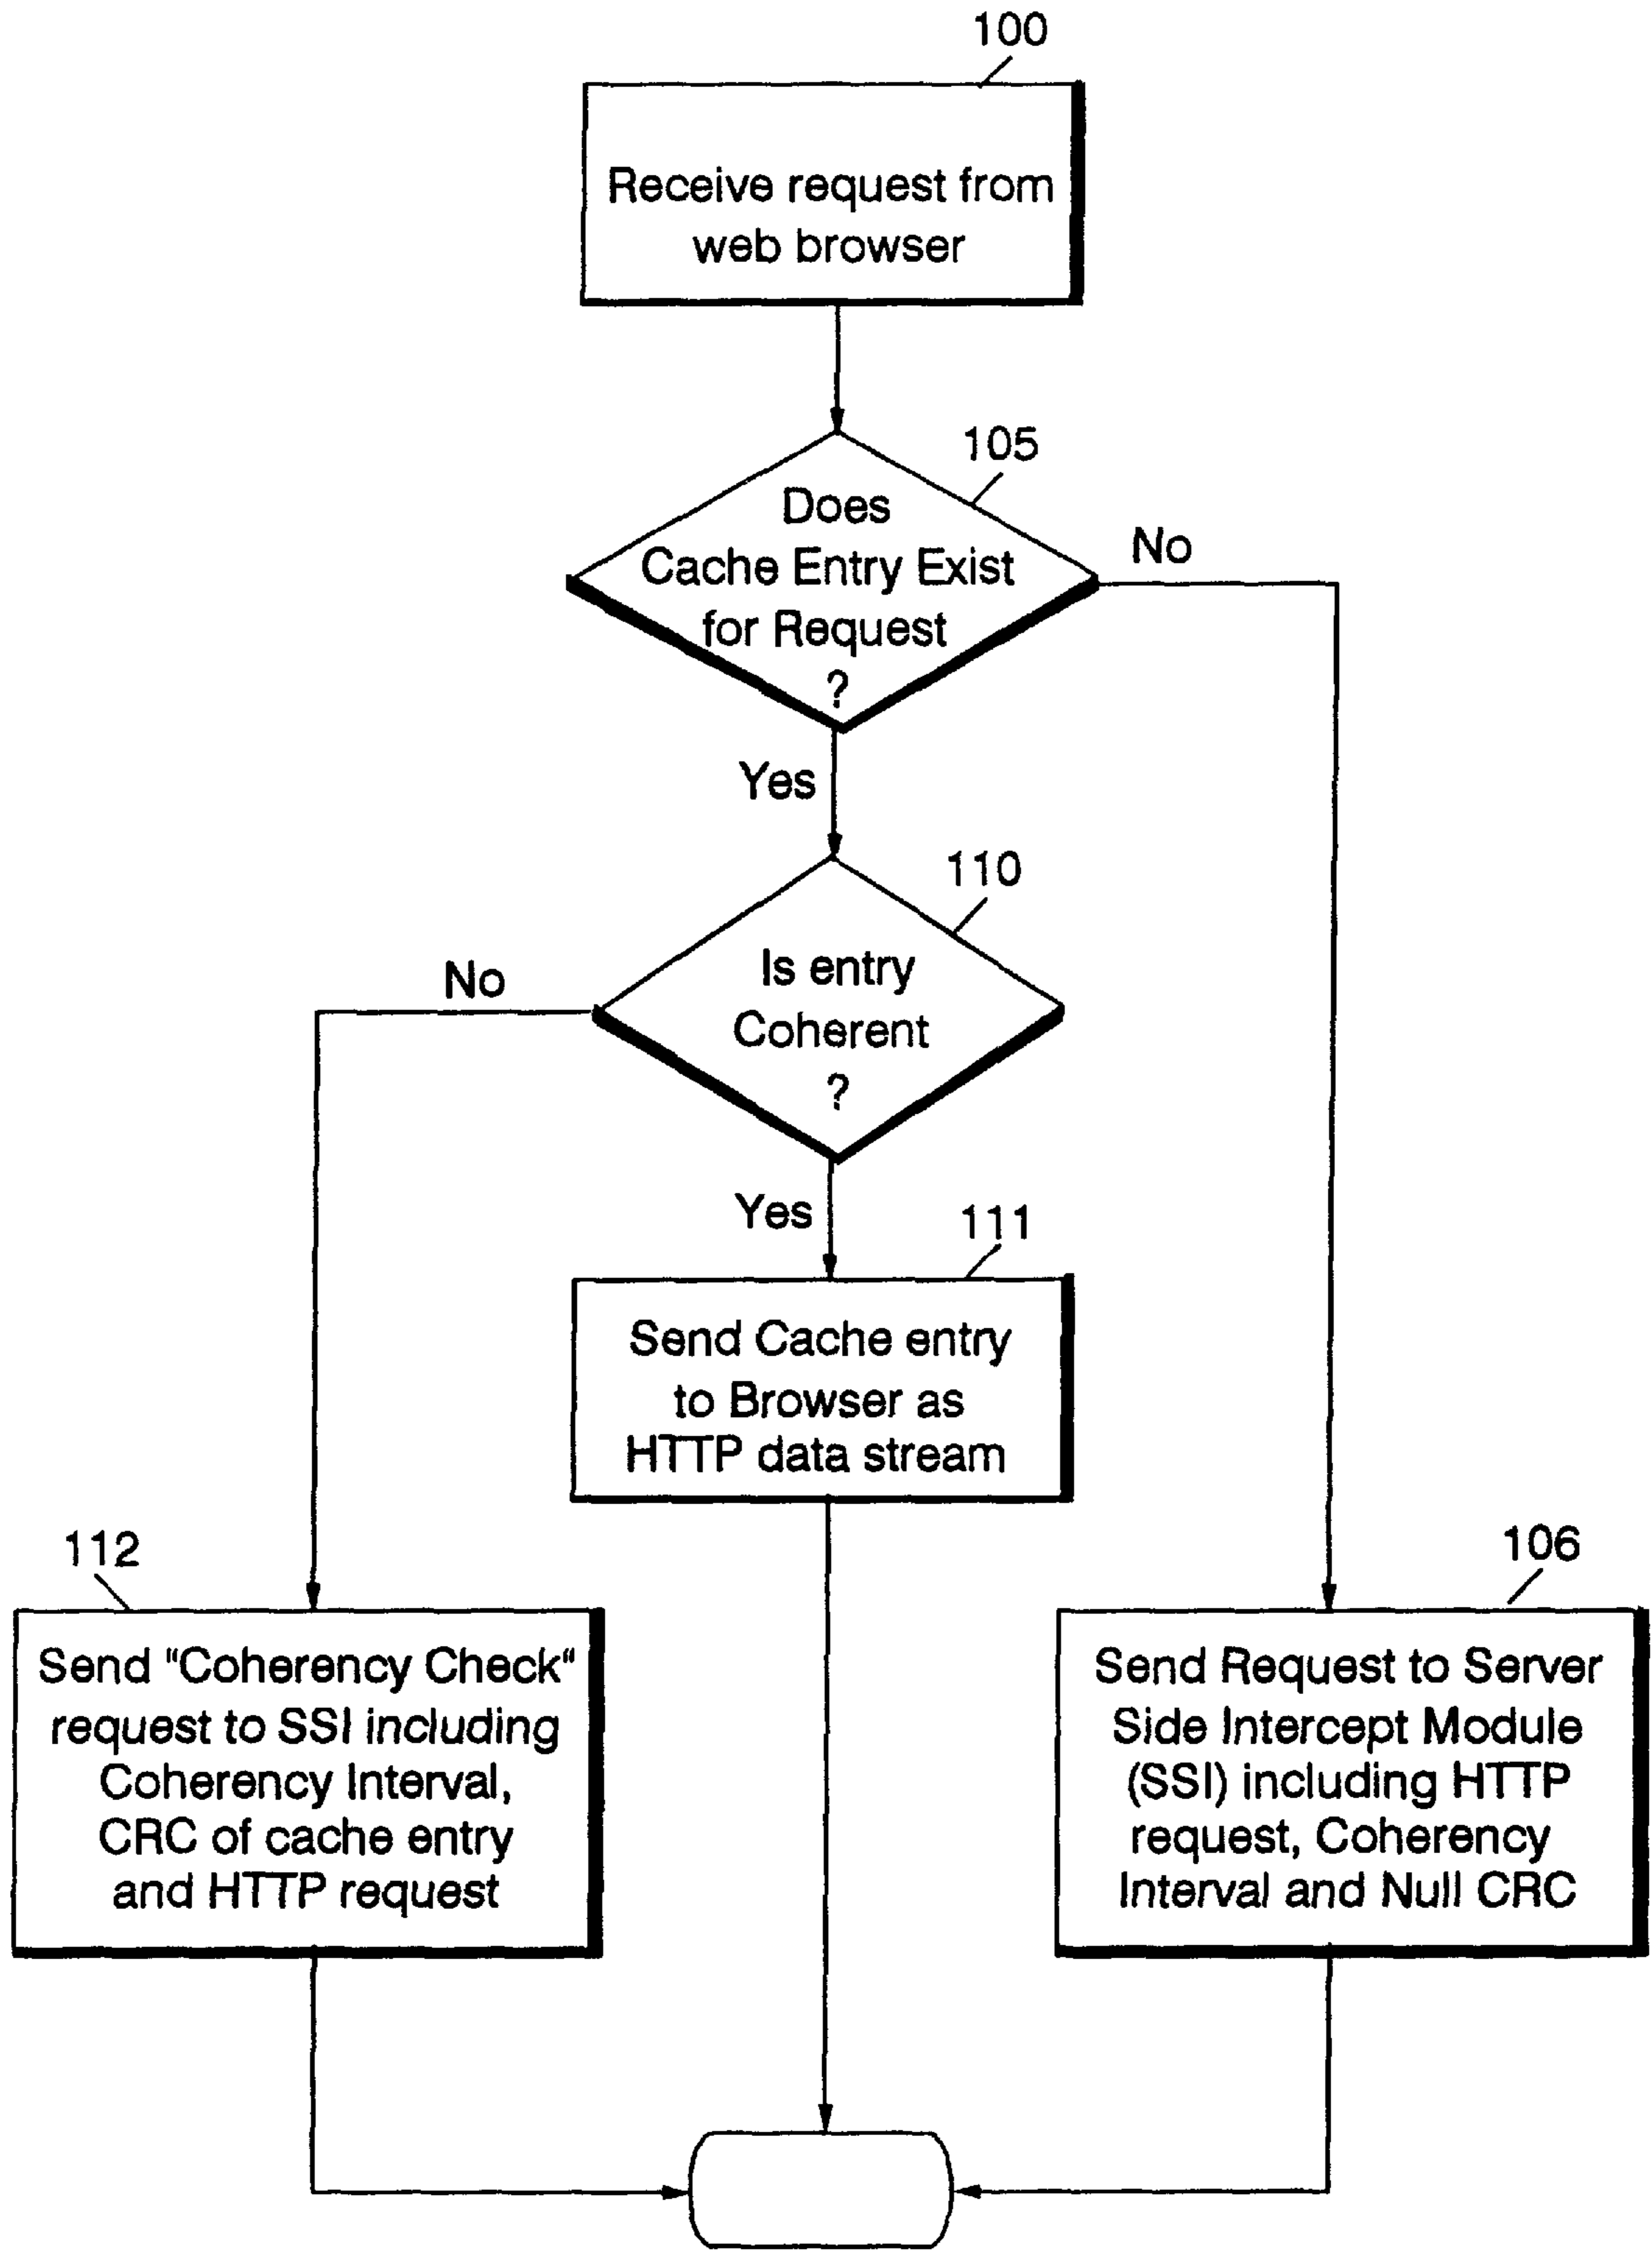 100
Receive request from
web browser
105
Does
Cache Entry Exist
for Request
?
No
Yes
110
Is entry
Coherent
?
No
Yes
111
Send Cache entry
to Browser as
HTTP data stream
112
Send "Coherency Check"
request to SSI including
Coherency Interval,
CRC of cache entry
and HTTP request
106
Send Request to Server
Side Intercept Module
(SSI) including HTTP
request, Coherency
Interval and Null CRC